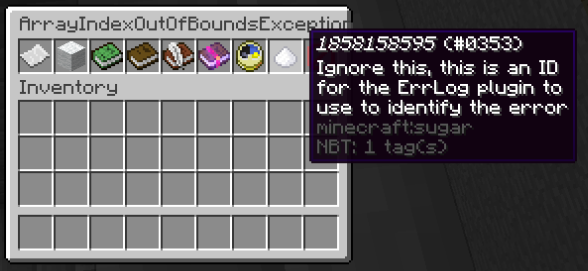 ArrayIndexOutOfBoundsException
1858158595 (#0353)
Ignore this, this is an ID
for the ErrLog plugin to
use to identify the error
minecraft:sugar
NBT: 1 tag(s)
Inventory